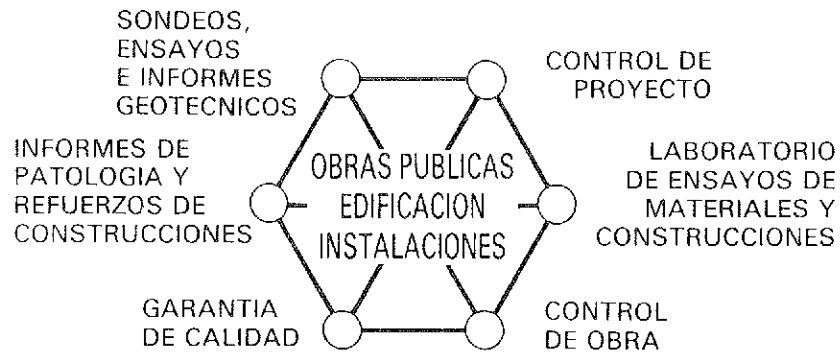 SONDEOS,
ENSAYOS
E INFORMES
GEOTECNICOS
CONTROL DE
PROYECTO
INFORMES DE
PATOLOGIA Y
REFUERZOS DE
CONSTRUCCIONES
OBRAS PUBLICAS
EDIFICACION
INSTALACIONES
LABORATORIO
DE ENSAYOS DE
MATERIALES Y
CONSTRUCCIONES
GARANTIA
DE CALIDAD
CONTROL
DE OBRA